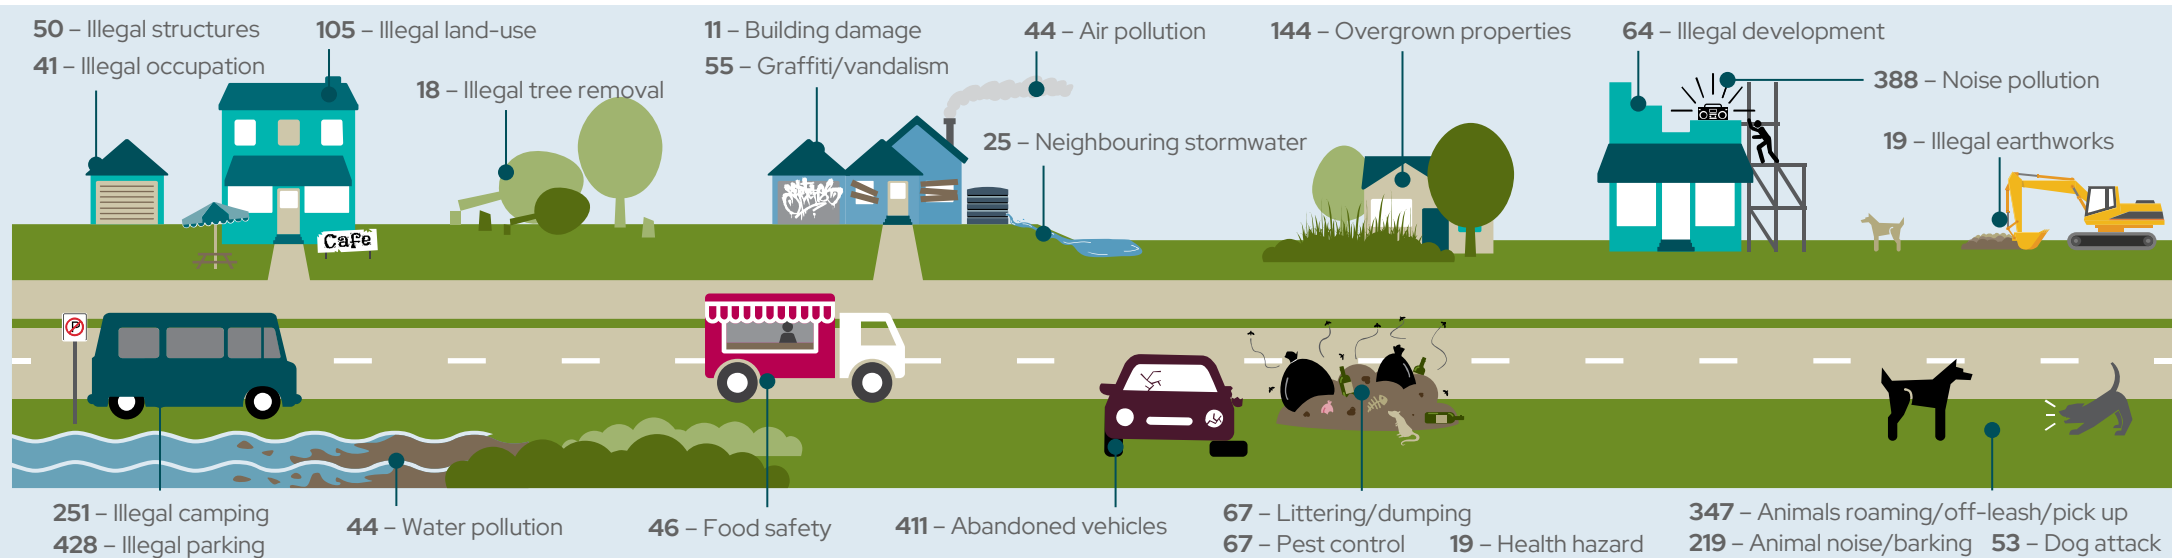 50 – Illegal structures
41 – Illegal occupation
105 – Illegal land-use
18 – Illegal tree removal
11 – Building damage
55 – Graffiti/vandalism
44 – Air pollution
25 – Neighbouring stormwater
144 – Overgrown properties
64 – Illegal development
388 – Noise pollution
19 – Illegal earthworks
Cafe
P
251 – Illegal camping
428 – Illegal parking
44 – Water pollution
46 – Food safety
411 – Abandoned vehicles
67 – Littering/dumping
67 – Pest control
19 – Health hazard
347 – Animals roaming/off-leash/pick up
219 – Animal noise/barking
53 – Dog attack